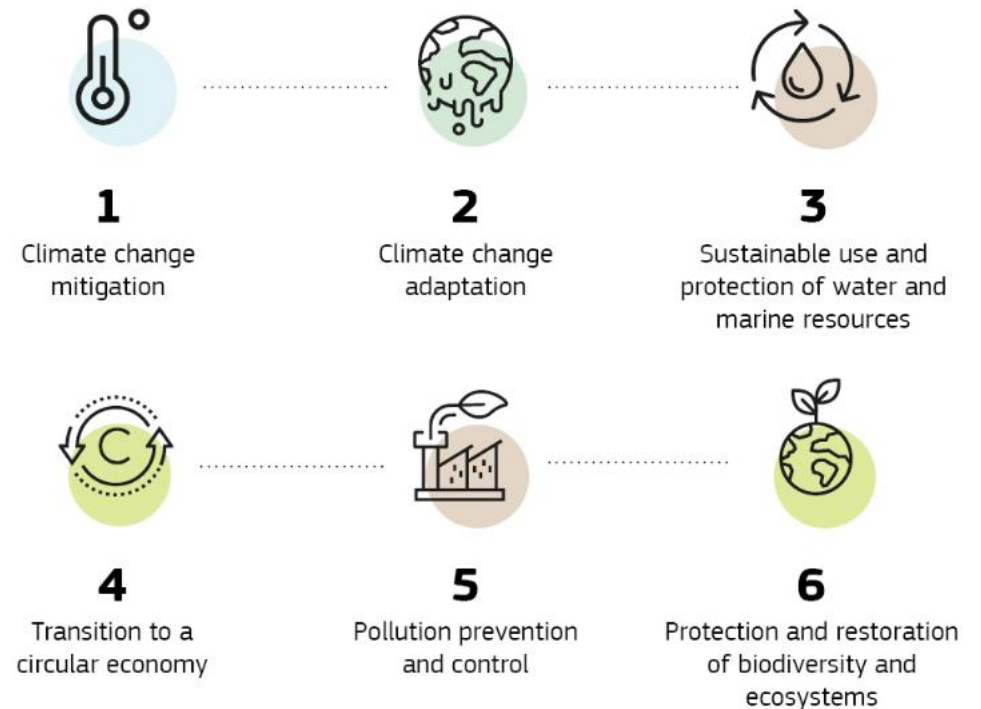 1
Climate change
mitigation
2
Climate change
adaptation
3
Sustainable use and
protection of water and
marine resources
C
4
Transition to a
circular economy
5
Pollution prevention
and control
6
Protection and restoration
of biodiversity and
ecosystems